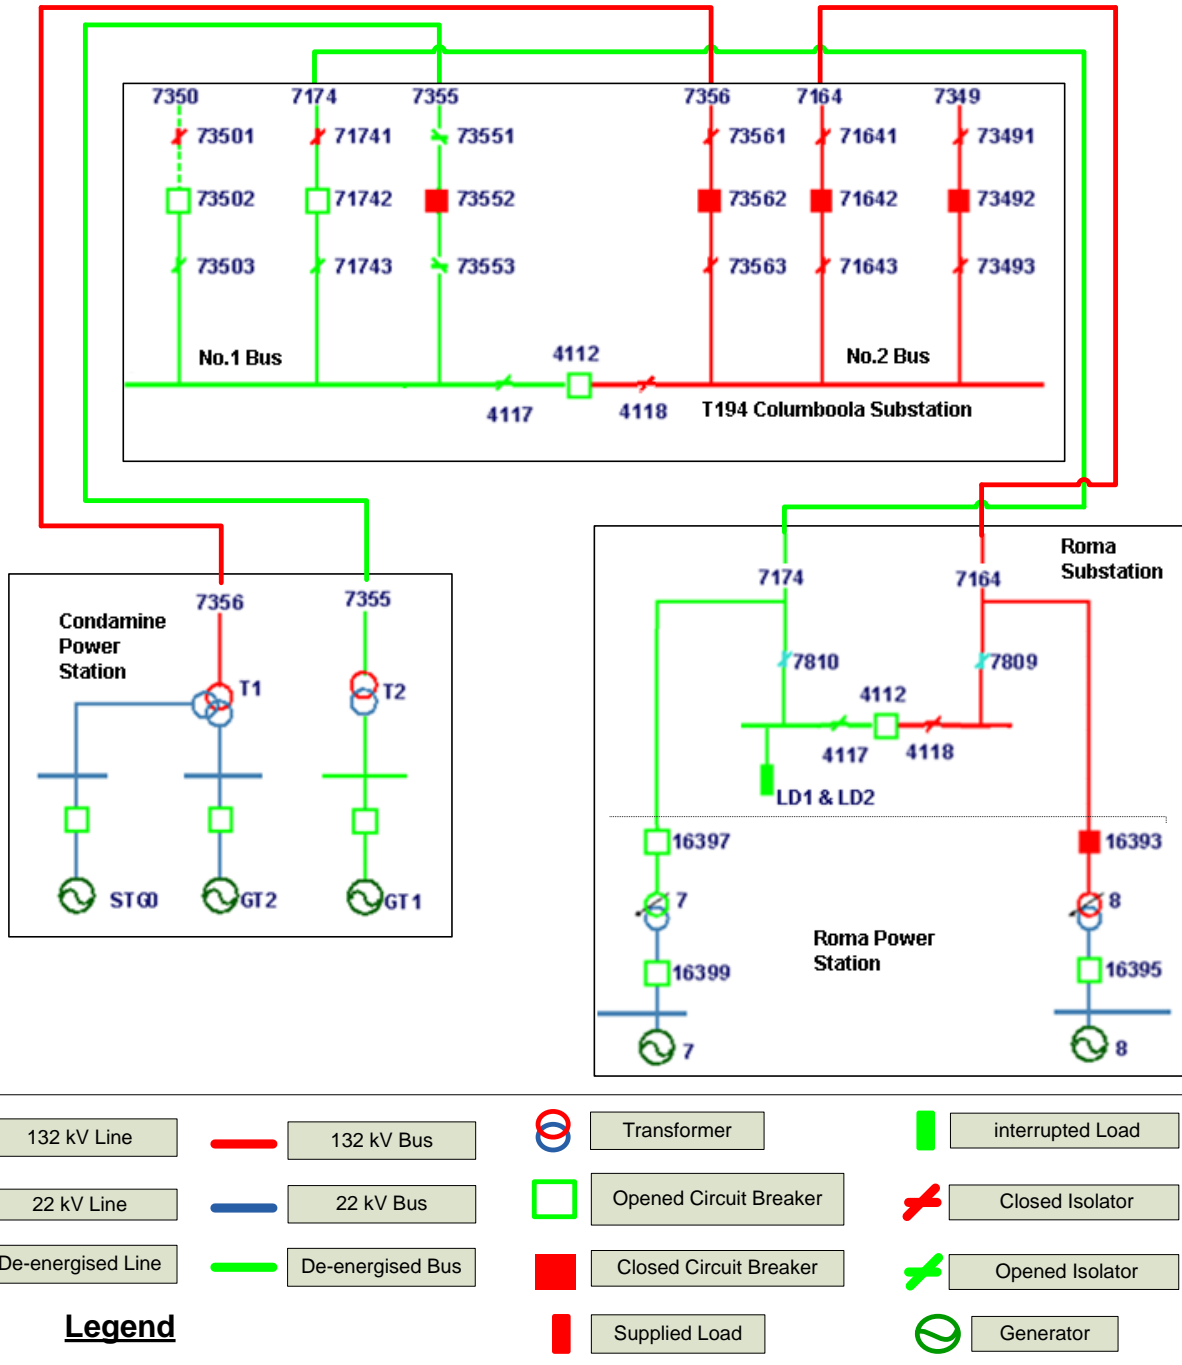 7350 7174 7355 7356 7164 7349
73501 71741 73551 73561 71641 73491
73502 71742 73552 73562 71642 73492
73503 71743 73553 73563 71643 73493
No.1 Bus 4112 No.2 Bus
4117 4118 T194 Columboola Substation
Condamine
Power
Station
7356 7355
T1 T2
STG0 GT2 GT1
Roma
Substation
7174 7164
7810 7809
4112
4117 4118
LD1 & LD2
16397 16393
7 8
Roma Power
Station
16399 16395
7 8
132 kV Line 132 kV Bus Transformer interrupted Load
22 kV Line 22 kV Bus Opened Circuit Breaker Closed Isolator
De-energised Line De-energised Bus Closed Circuit Breaker Opened Isolator
Legend Supplied Load Generator